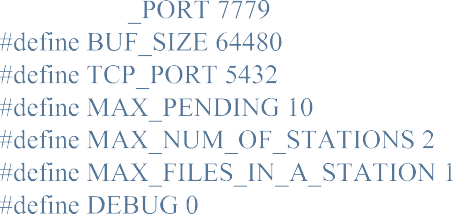 _PORT 7779
#define BUF_SIZE 64480
#define TCP_PORT 5432
#define MAX_PENDING 10
#define MAX_NUM_OF_STATIONS 2
#define MAX_FILES_IN_A_STATION 1
#define DEBUG 0